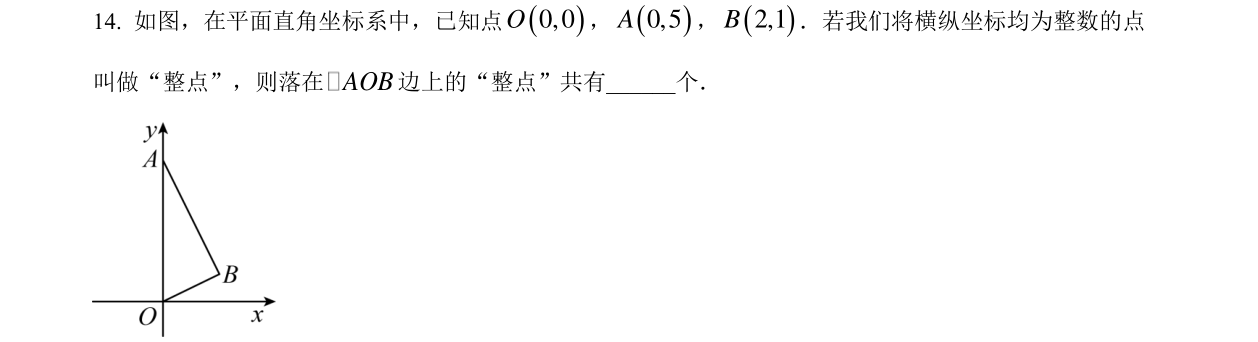 14. 如图，在平面直角坐标系中，已知点O(0,0)，A(0,5)，B(2,1)．若我们将横纵坐标均为整数的点
叫做“整点”，则落在□AOB边上的“整点”共有______个．
y
A
B
O
x